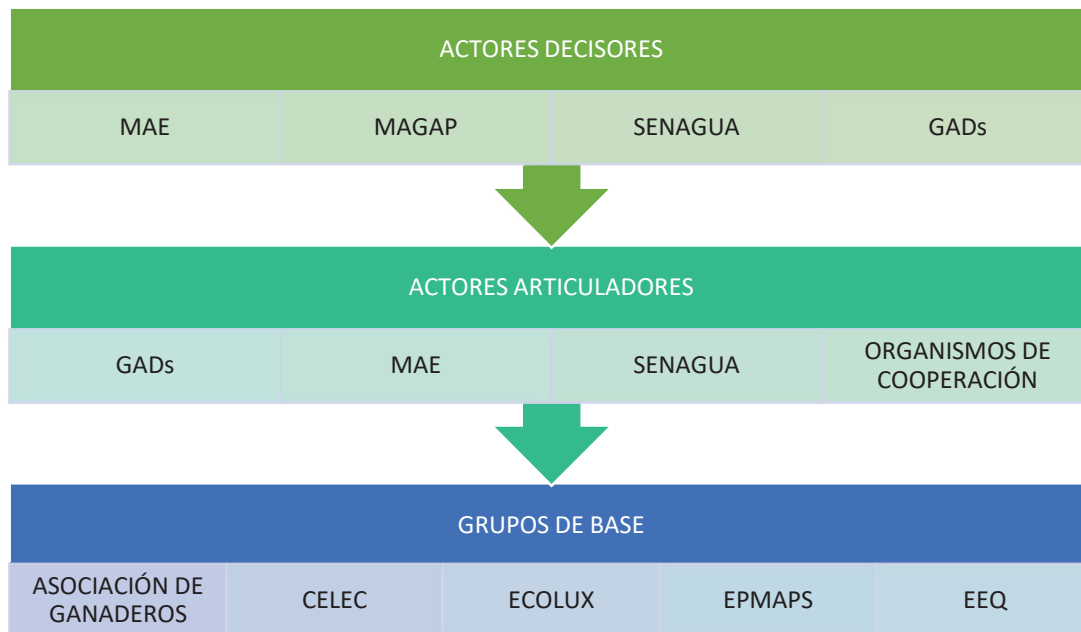 ACTORES DECISORES
MAE MAGAP SENAGUA GADs
ACTORES ARTICULADORES
GADs MAE SENAGUA ORGANISMOS DE
COOPERACIÓN
GRUPOS DE BASE
ASOCIACIÓN DE
GANADEROS CELEC ECOLUX EPMAPS EEQ